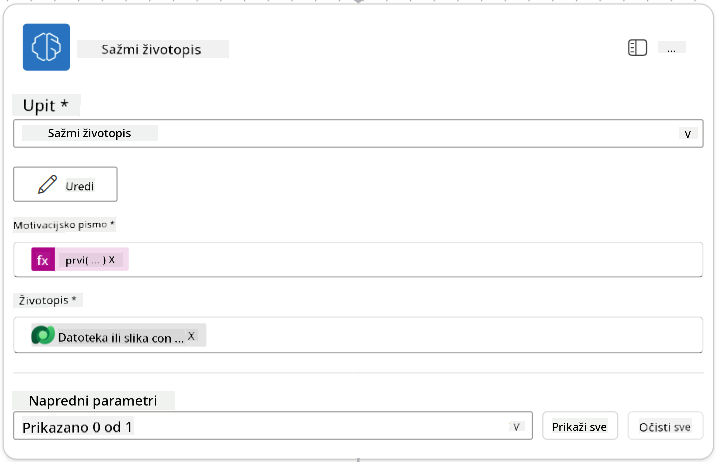 Sažmi životopis
...
Upit *
Sažmi životopis
v
Uredi
Motivacijsko pismo *
fx prvi( ... ) X
Životopis *
Datoteka ili slika con ... X
Napredni parametri
Prikazano 0 od 1 v
Prikaži sve
Očisti sve